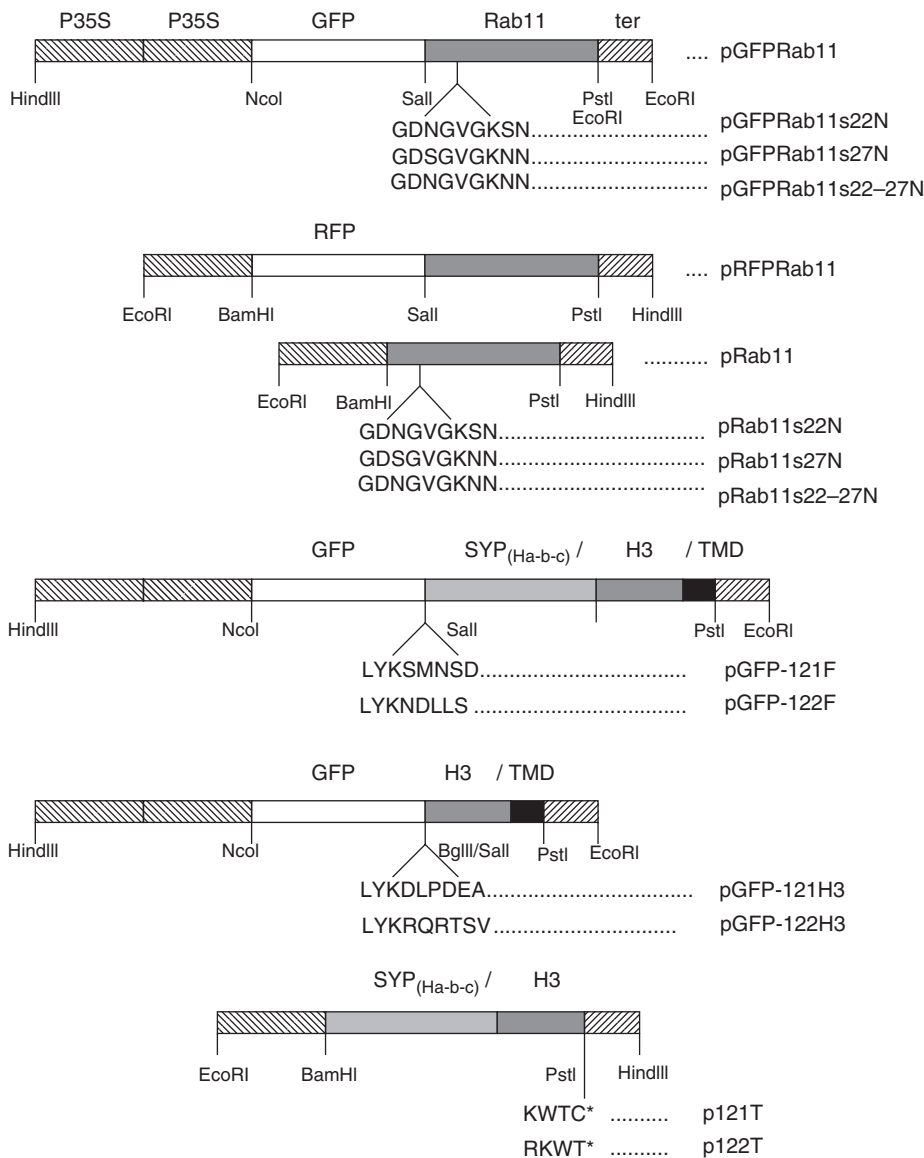 P35S P35S GFP Rab11 ter
.... pGFPRab11
HindIII NcoI SalI PstI EcoRI
EcoRI
GDNGVGKSN.......................... pGFPRab11s22N
GDSGVGKNN.......................... pGFPRab11s27N
GDNGVGKNN.......................... pGFPRab11s22–27N
RFP
.... pRFPRab11
EcoRI BamHI SalI PstI HindIII
........... pRab11
EcoRI BamHI PstI HindIII
GDNGVGKSN.................................... pRab11s22N
GDSGVGKNN.................................... pRab11s27N
GDNGVGKNN.................................... pRab11s22–27N
GFP SYP(Ha-b-c) / H3 / TMD
HindIII NcoI SalI PstI EcoRI
LYKSMNSD.................................... pGFP-121F
LYKNDLLS .................................... pGFP-122F
GFP H3 / TMD
HindIII NcoI BglII/SalI PstI EcoRI
LYKDLPDEA.................................... pGFP-121H3
LYKRQRTSV................................ pGFP-122H3
SYP(Ha-b-c) / H3
EcoRI BamHI PstI HindIII
KWTC* .......... p121T
RKWT* .......... p122T